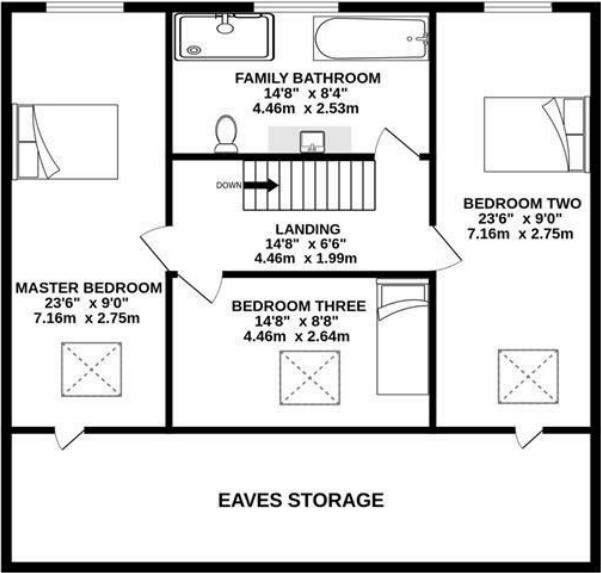 FAMILY BATHROOM
14'8" x 8'4"
4.46m x 2.53m
DOWN
BEDROOM TWO
23'6" x 9'0"
7.16m x 2.75m
LANDING
14'8" x 6'6"
4.46m x 1.99m
MASTER BEDROOM
23'6" x 9'0"
7.16m x 2.75m
BEDROOM THREE
14'8" x 8'8"
4.46m x 2.64m
EAVES STORAGE